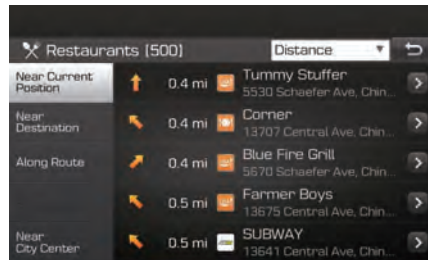 Restaurants (500)
Distance
Near Current
Position
0.4 mi
Tummy Stuffer
5530 Schaefer Ave, Chin...
Near
Destination
0.4 mi
Corner
13707 Central Ave, Chin...
Along Route
0.4 mi
Blue Fire Grill
5670 Schaefer Ave, Chin...
0.5 mi
Farmer Boys
13675 Central Ave, Chin...
Near
City Center
0.5 mi
SUBWAY
13641 Central Ave, Chin...